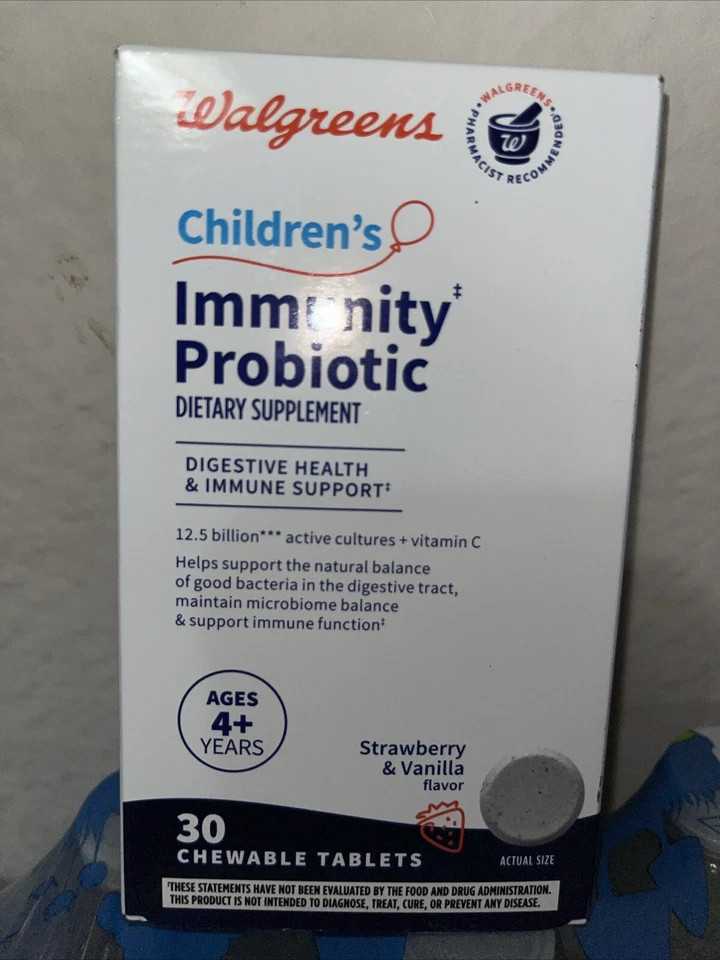 Walgreens
• WALGREENS •
PHARMACIST RECOMMENDED
W
Children's
Immunity‡
Probiotic
DIETARY SUPPLEMENT
DIGESTIVE HEALTH
& IMMUNE SUPPORT‡
12.5 billion*** active cultures + vitamin C
Helps support the natural balance
of good bacteria in the digestive tract,
maintain microbiome balance
& support immune function‡
AGES
4+
YEARS
Strawberry
& Vanilla
flavor
30
CHEWABLE TABLETS
ACTUAL SIZE
‡THESE STATEMENTS HAVE NOT BEEN EVALUATED BY THE FOOD AND DRUG ADMINISTRATION.
THIS PRODUCT IS NOT INTENDED TO DIAGNOSE, TREAT, CURE, OR PREVENT ANY DISEASE.